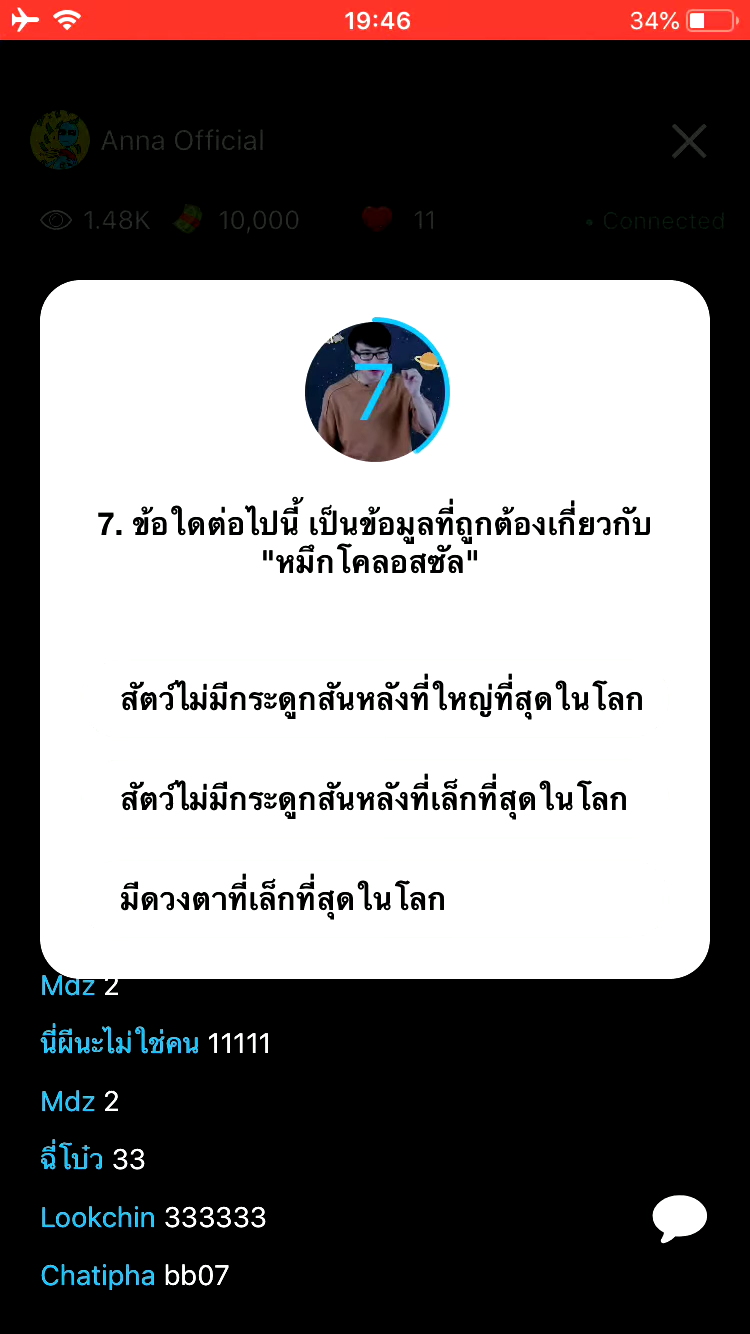 19:46
34%
Anna Official
1.48K
10,000
11
Connected
7
7. ข้อใดต่อไปนี้ เป็นข้อมูลที่ถูกต้องเกี่ยวกับ
"หมึกโคลอสซัล"
สัตว์ไม่มีกระดูกสันหลังที่ใหญ่ที่สุดในโลก
สัตว์ไม่มีกระดูกสันหลังที่เล็กที่สุดในโลก
มีดวงตาที่เล็กที่สุดในโลก
Mdz 2
นี่ผีนะไม่ใช่คน 11111
Mdz 2
ฉี่โบ๋ว 33
Lookchin 333333
Chatipha bb07